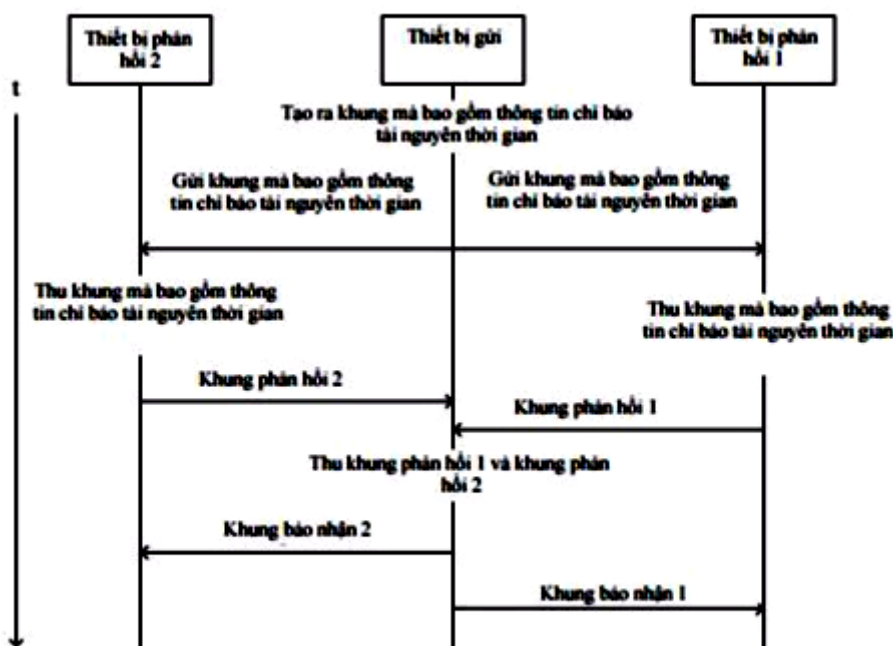 Thiết bị phản
hồi 2
Thiết bị gửi
Thiết bị phản
hồi 1
t
Tạo ra khung mà bao gồm thông tin chỉ báo
tài nguyên thời gian
Gửi khung mà bao gồm thông
tin chỉ báo tài nguyên thời gian
Gửi khung mà bao gồm thông
tin chỉ báo tài nguyên thời gian
Thu khung mà bao gồm thông
tin chỉ báo tài nguyên thời gian
Thu khung mà bao gồm thông
tin chỉ báo tài nguyên thời gian
Khung phản hồi 2
Khung phản hồi 1
Thu khung phản hồi 1 và khung phản
hồi 2
Khung báo nhận 2
Khung báo nhận 1